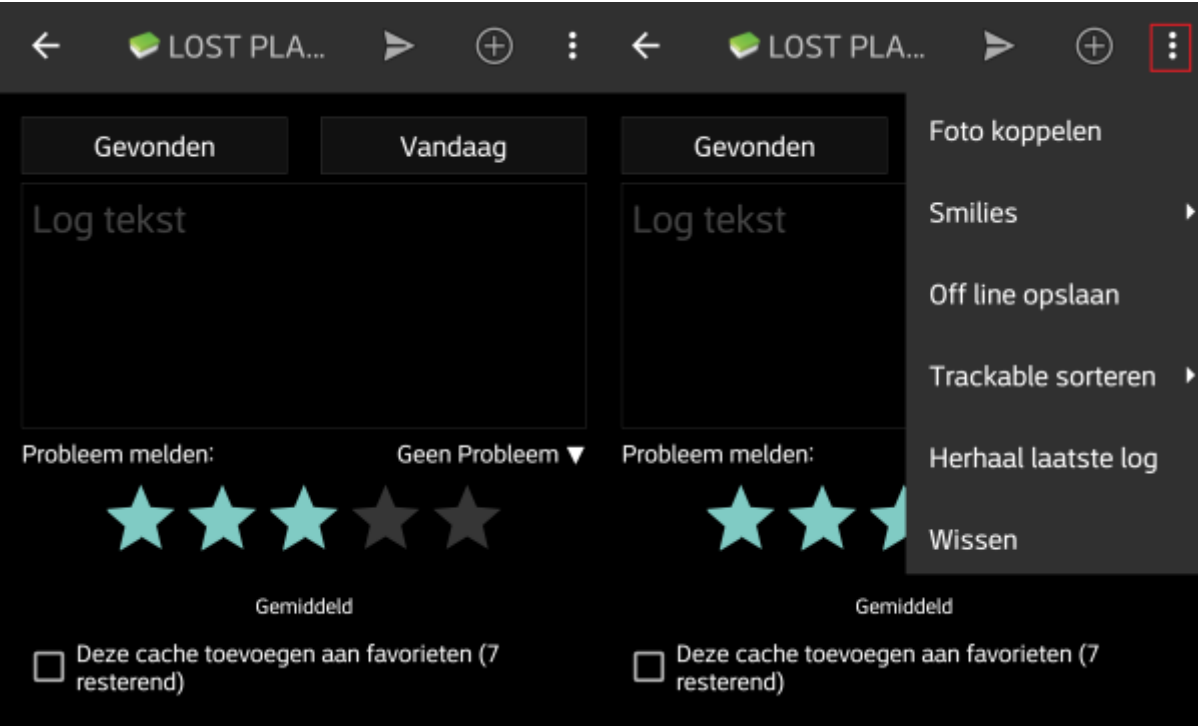 LOST PLA...
Gevonden
Vandaag
Log tekst
Probleem melden:
Geen Probleem ▼
Gemiddeld
Deze cache toevoegen aan favorieten (7
resterend)
LOST PLA...
Gevonden
Log tekst
Probleem melden:
Gemiddeld
Deze cache toevoegen aan favorieten (7
resterend)
Foto koppelen
Smilies
Off line opslaan
Trackable sorteren
Herhaal laatste log
Wissen